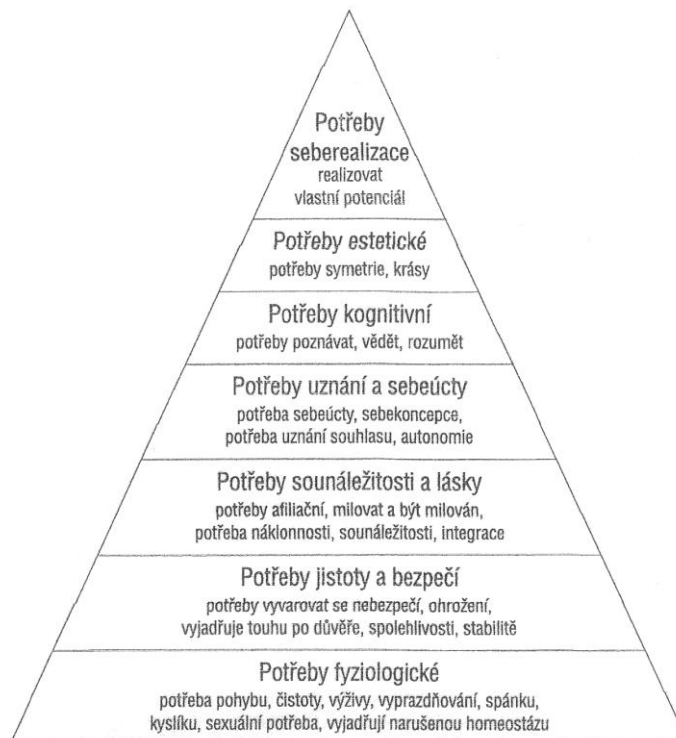 Potřeby
seberealizace
realizovat
vlastní potenciál
Potřeby estetické
potřeby symetrie, krásy
Potřeby kognitivní
potřeby poznávat, vědět, rozumět
Potřeby uznání a sebeúcty
potřeba sebeúcty, sebekoncepce,
potřeba uznání souhlasu, autonomie
Potřeby sounáležitosti a lásky
potřeby afiliační, milovat a být milován,
potřeba náklonnosti, sounáležitosti, integrace
Potřeby jistoty a bezpečí
potřeby vyvarovat se nebezpečí, ohrožení,
vyjadřuje touhu po důvěře, spolehlivosti, stabilitě
Potřeby fyziologické
potřeba pohybu, čistoty, výživy, vyprazdňování, spánku,
kyslíku, sexuální potřeba, vyjadřují narušenou homeostázu